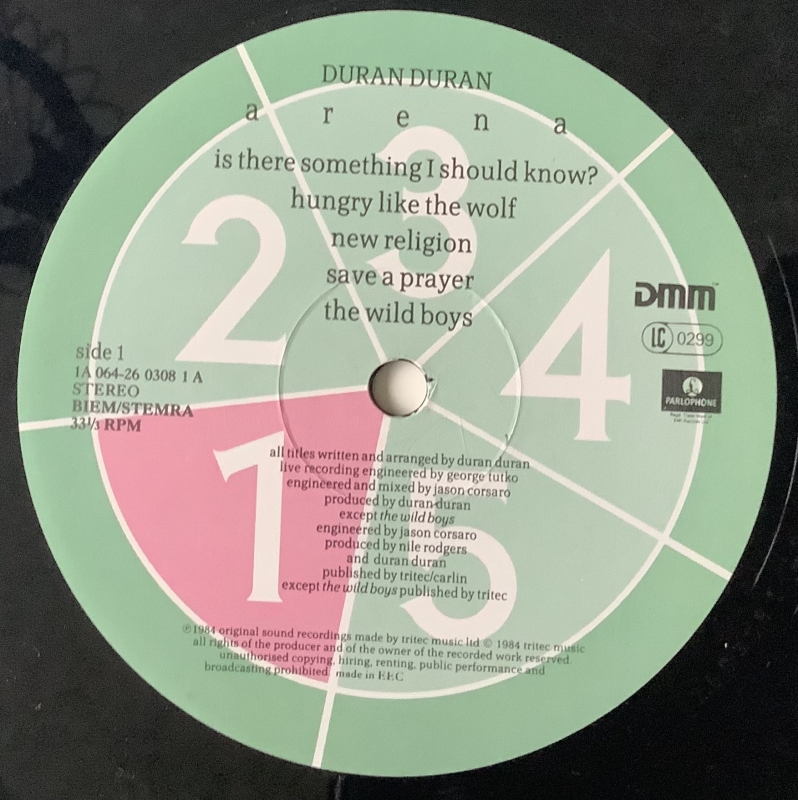 DURAN DURAN
a r e n a
is there something I should know?
hungry like the wolf
new religion
save a prayer
the wild boys
3
2
4
1
5
DMM
LC 0299
PARLOPHONE
side 1
1A 064-26 0308 1 A
STEREO
BIEM/STEMRA
33⅓ RPM
all titles written and arranged by duran duran
live recording engineered by george tutko
engineered and mixed by jason corsaro
produced by duran duran
except the wild boys
engineered by jason corsaro
produced by nile rodgers
and duran duran
published by tritec/carlin
except the wild boys published by tritec
℗ 1984 original sound recordings made by tritec music ltd © 1984 tritec music
all rights of the producer and of the owner of the recorded work reserved.
unauthorised copying, hiring, renting, public performance and
broadcasting prohibited. made in EEC